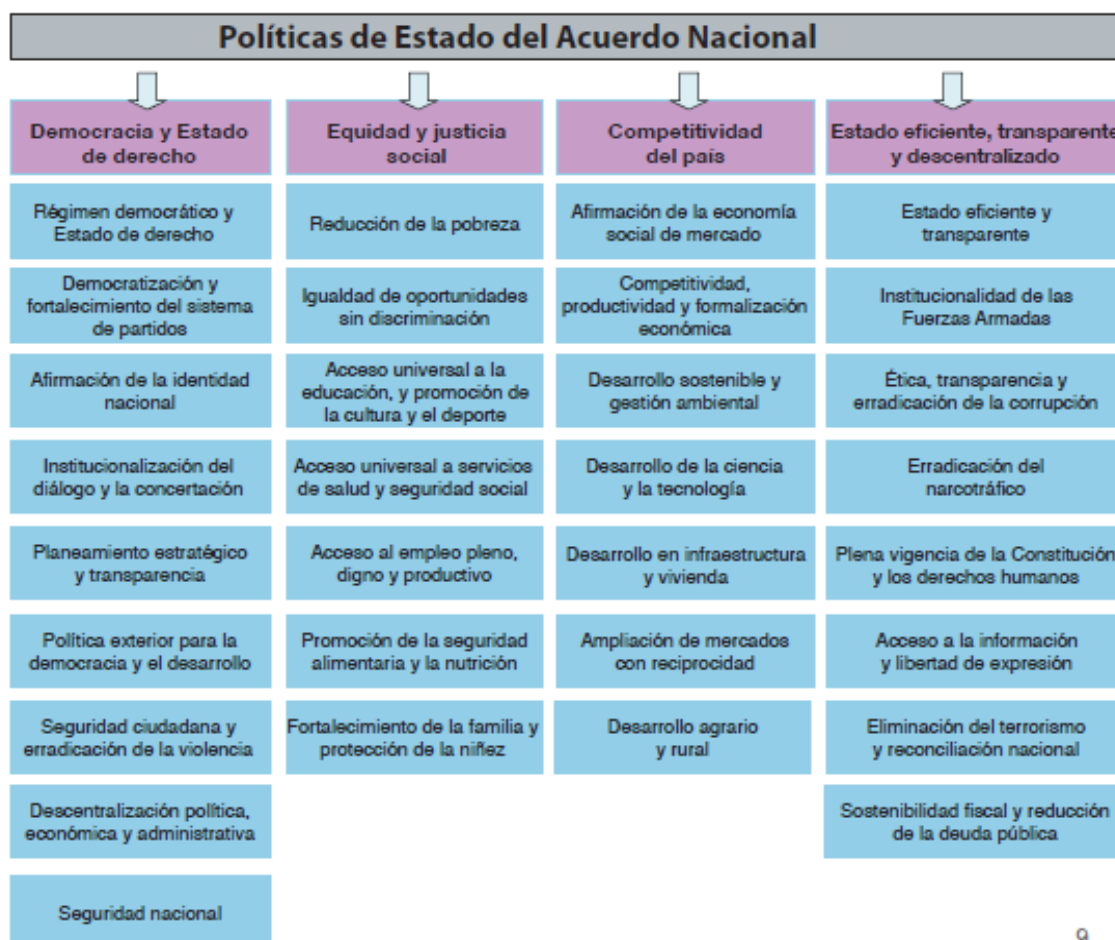 Políticas de Estado del Acuerdo Nacional
Democracia y Estado
de derecho
Régimen democrático y
Estado de derecho
Democratización y
fortalecimiento del sistema
de partidos
Afirmación de la identidad
nacional
Institucionalización del
diálogo y la concertación
Planeamiento estratégico
y transparencia
Política exterior para la
democracia y el desarrollo
Seguridad ciudadana y
erradicación de la violencia
Descentralización política,
económica y administrativa
Seguridad nacional
Equidad y justicia
social
Reducción de la pobreza
Igualdad de oportunidades
sin discriminación
Acceso universal a la
educación, y promoción de
la cultura y el deporte
Acceso universal a servicios
de salud y seguridad social
Acceso al empleo pleno,
digno y productivo
Promoción de la seguridad
alimentaria y la nutrición
Fortalecimiento de la familia y
protección de la niñez
Competitividad
del país
Afirmación de la economía
social de mercado
Competitividad,
productividad y formalización
económica
Desarrollo sostenible y
gestión ambiental
Desarrollo de la ciencia
y la tecnología
Desarrollo en infraestructura
y vivienda
Ampliación de mercados
con reciprocidad
Desarrollo agrario
y rural
Estado eficiente, transparente
y descentralizado
Estado eficiente y
transparente
Institucionalidad de las
Fuerzas Armadas
Ética, transparencia y
erradicación de la corrupción
Erradicación del
narcotráfico
Plena vigencia de la Constitución
y los derechos humanos
Acceso a la información
y libertad de expresión
Eliminación del terrorismo
y reconciliación nacional
Sostenibilidad fiscal y reducción
de la deuda pública
9